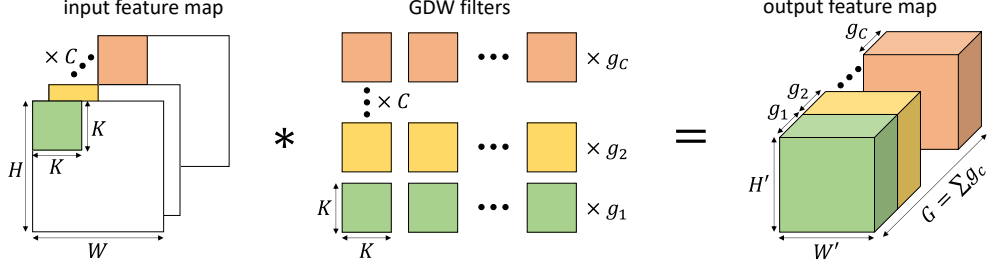 input feature map
GDW filters
output feature map
× C
K
K
H
W
*
× g_C
× C
× g_2
K
× g_1
K
=
g_C
g_2
g_1
H′
W′
G = ∑g_c